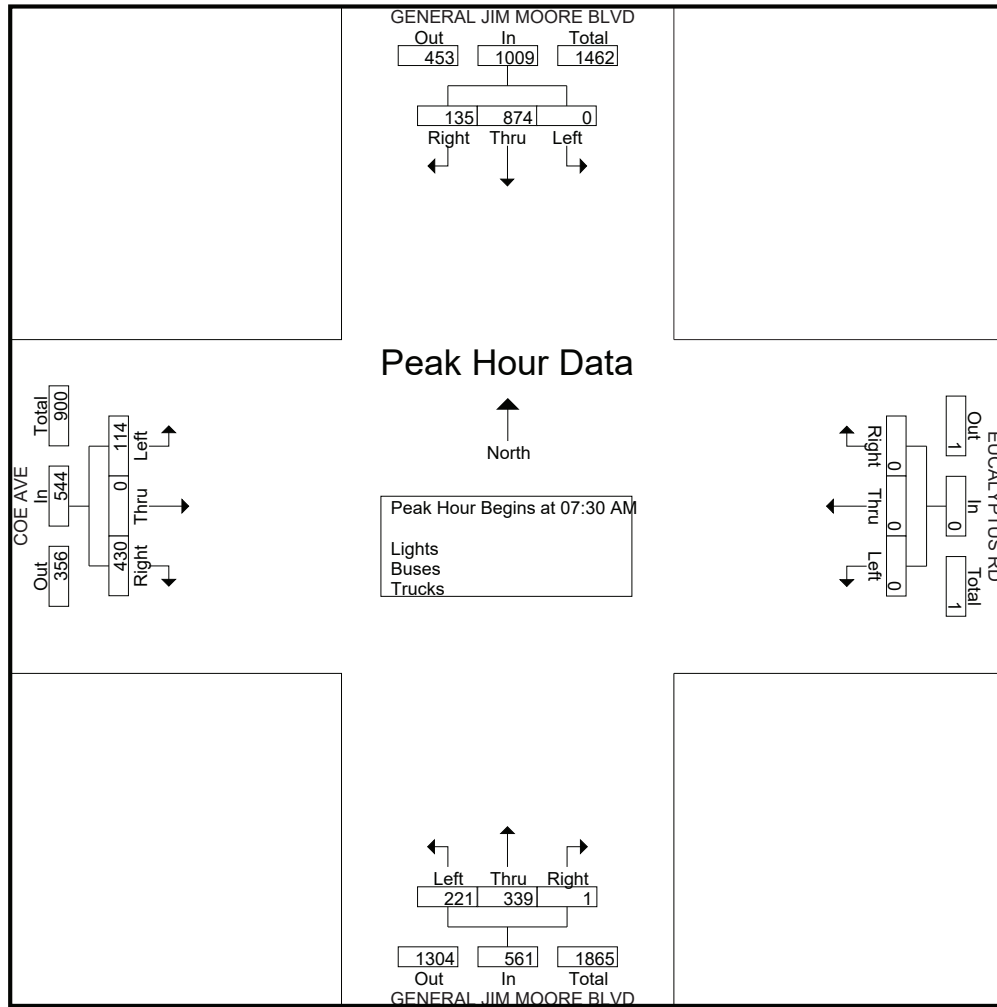 GENERAL JIM MOORE BLVD
Out In Total
453 1009 1462
135 874 0
Right Thru Left
Peak Hour Data
North
Peak Hour Begins at 07:30 AM
Lights
Buses
Trucks
COE AVE
Out In Total
356 544 900
430 0 114
Right Thru Left
EUCALYPTUS RD
Out In Total
1 0 1
0 0 0
Right Thru Left
Left Thru Right
221 339 1
1304 561 1865
Out In Total
GENERAL JIM MOORE BLVD